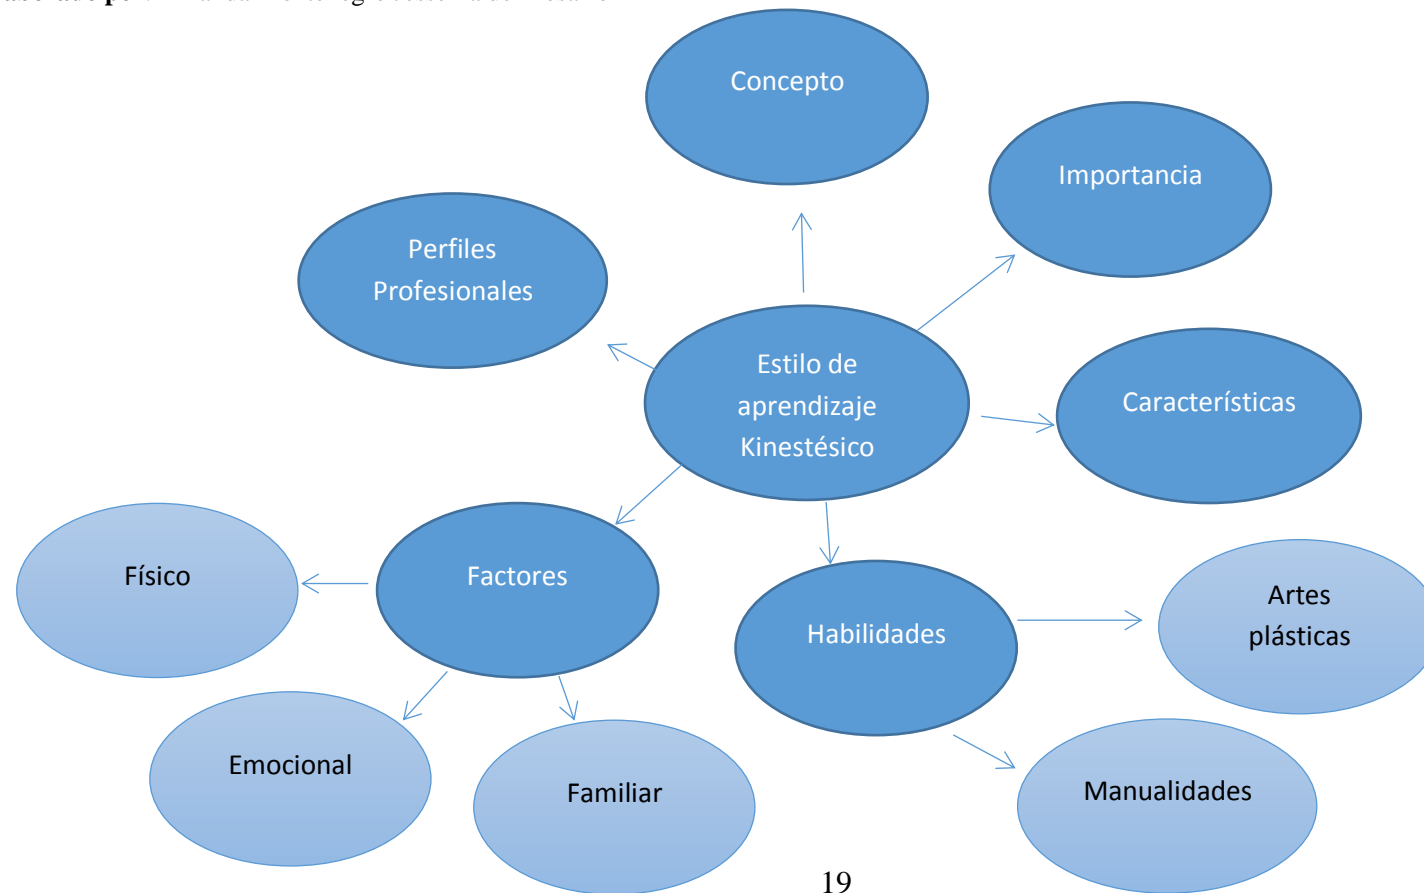 Concepto
Importancia
Perfiles
Profesionales
Estilo de
aprendizaje
Kinestésico
Características
Físico
Factores
Habilidades
Artes
plásticas
Emocional
Familiar
Manualidades
19